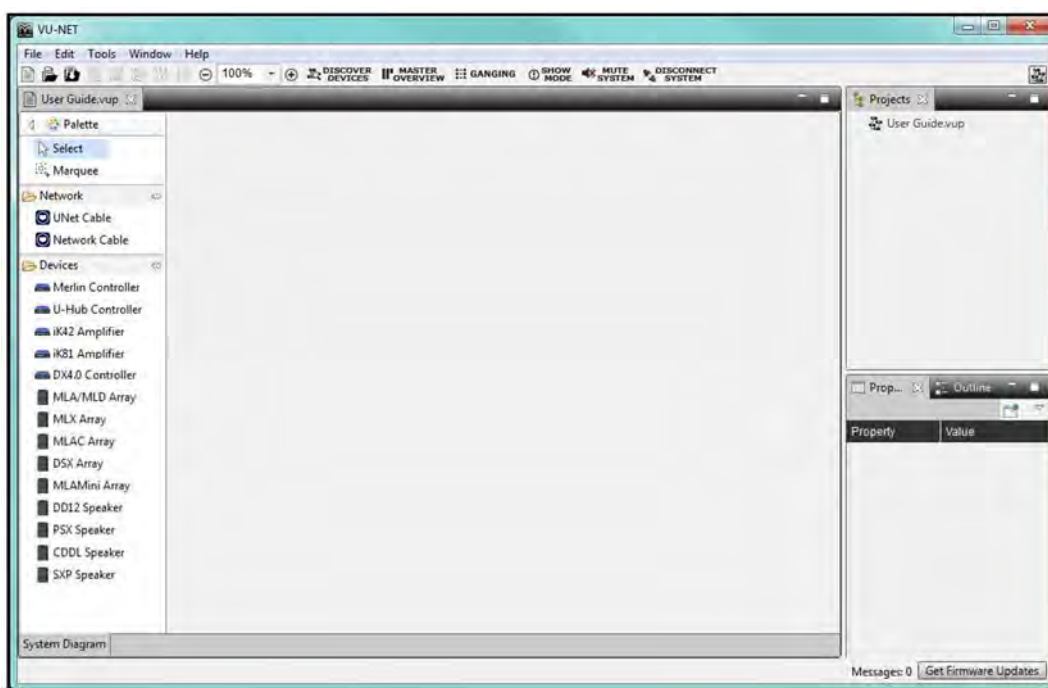 VU-NET
File Edit Tools Window Help
100% DISCOVER DEVICES MASTER OVERVIEW GANGING SHOW MODE MUTE SYSTEM DISCONNECT SYSTEM
User Guide.vup
Palette
Select
Marquee
Network
UNet Cable
Network Cable
Devices
Merlin Controller
U-Hub Controller
iK42 Amplifier
iK81 Amplifier
DX4.0 Controller
MLA/MLD Array
MLX Array
MLAC Array
DSX Array
MLAMini Array
DD12 Speaker
PSX Speaker
CDDL Speaker
SXP Speaker
System Diagram
Projects
User Guide.vup
Prop... Outline
Property Value
Messages: 0 Get Firmware Updates